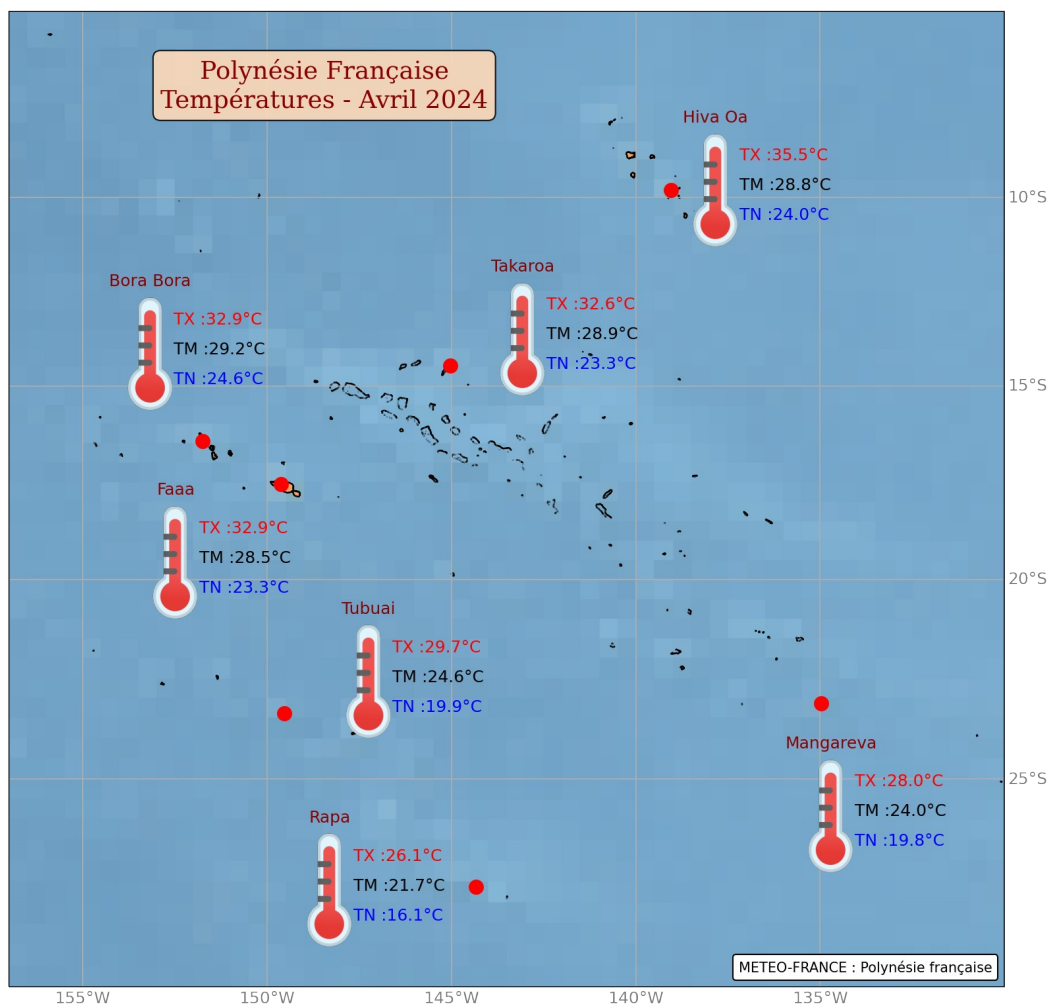 Polynésie Française
Températures - Avril 2024
Hiva Oa
TX :35.5°C
TM :28.8°C
TN :24.0°C
10°S
Takaroa
TX :32.6°C
TM :28.9°C
TN :23.3°C
Bora Bora
TX :32.9°C
TM :29.2°C
TN :24.6°C
15°S
Faaa
TX :32.9°C
TM :28.5°C
TN :23.3°C
20°S
Tubuai
TX :29.7°C
TM :24.6°C
TN :19.9°C
Mangareva
TX :28.0°C
TM :24.0°C
TN :19.8°C
25°S
Rapa
TX :26.1°C
TM :21.7°C
TN :16.1°C
METEO-FRANCE : Polynésie française
155°W
150°W
145°W
140°W
135°W